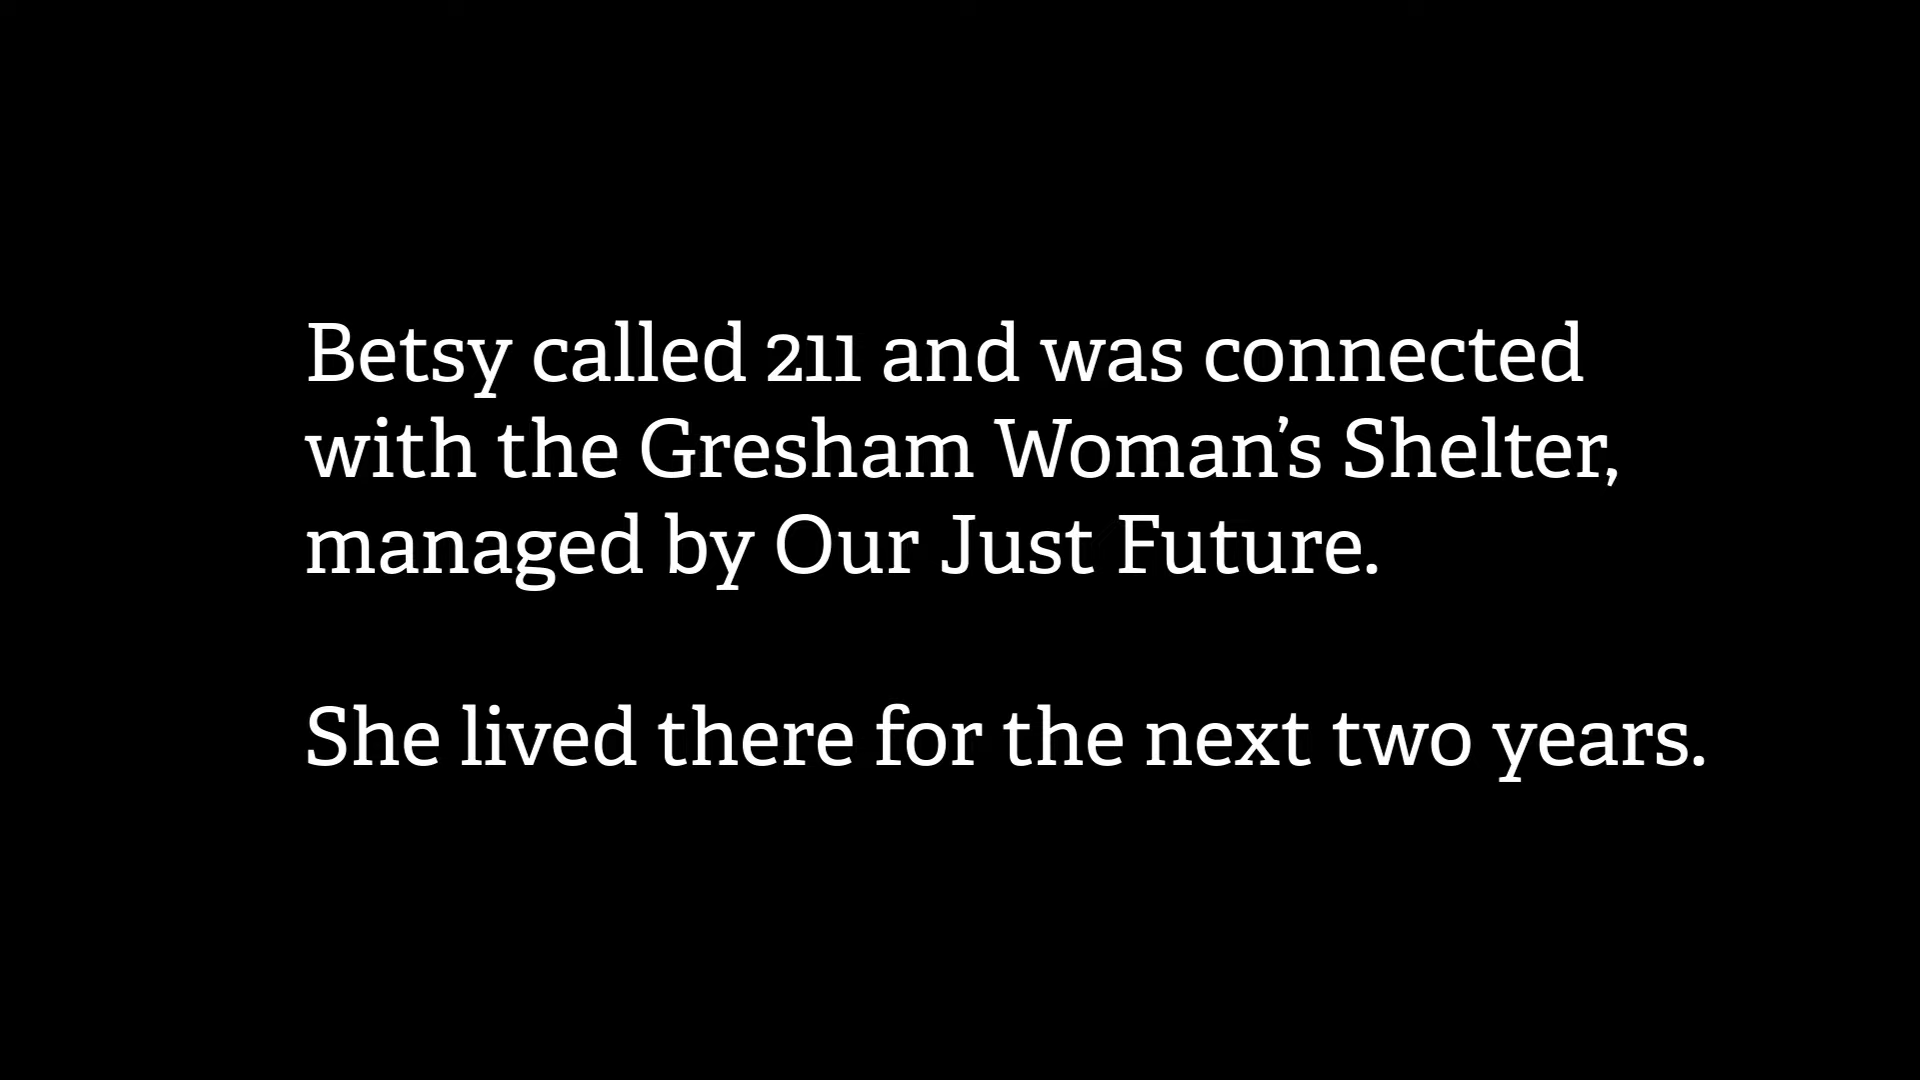 Betsy called 211 and was connected
with the Gresham Woman’s Shelter,
managed by Our Just Future.
She lived there for the next two years.